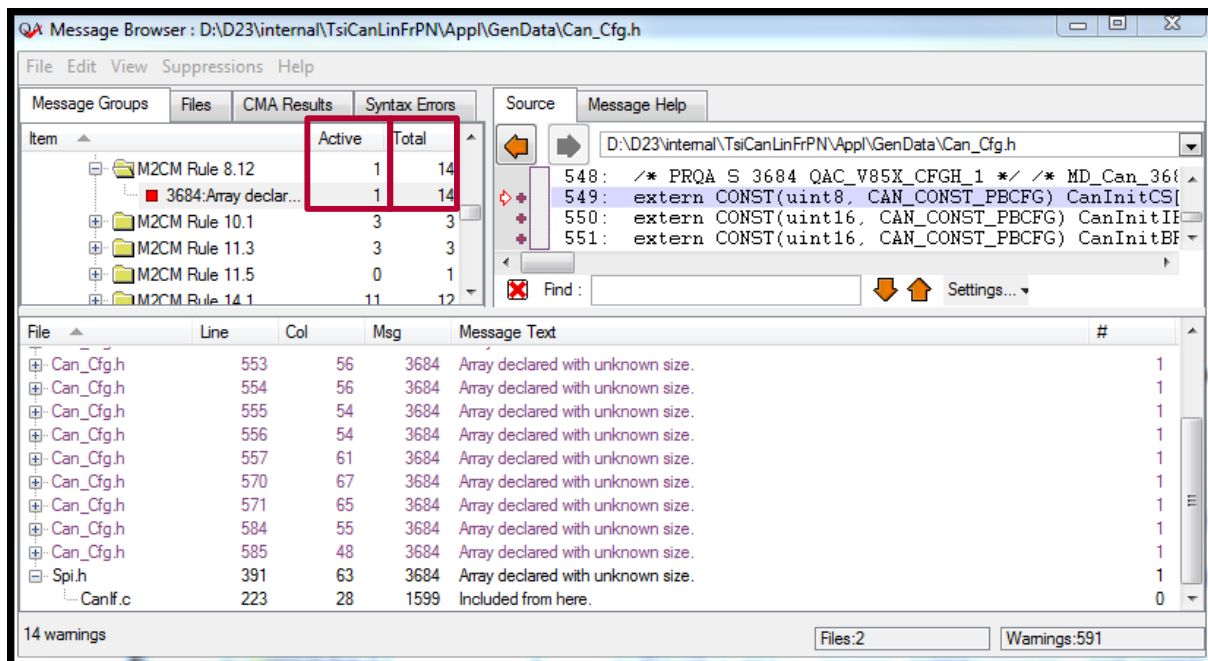 QA Message Browser : D:\D23\internal\TsiCanLinFrPN\Appl\GenData\Can_Cfg.h
File Edit View Suppressions Help
Message Groups Files CMA Results Syntax Errors
Item Active Total
M2CM Rule 8.12 1 14
3684:Array declar... 1 14
M2CM Rule 10.1 3 3
M2CM Rule 11.3 3 3
M2CM Rule 11.5 0 1
M2CM Rule 14.1 11 12
Source Message Help
D:\D23\internal\TsiCanLinFrPN\Appl\GenData\Can_Cfg.h
548: /* PRQA S 3684 QAC_V85X_CFGH_1 */ /* MD_Can_368
549: extern CONST(uint8, CAN_CONST_PBCFG) CanInitCS[
550: extern CONST(uint16, CAN_CONST_PBCFG) CanInitIF
551: extern CONST(uint16, CAN_CONST_PBCFG) CanInitBF
Find : Settings...
File Line Col Msg Message Text #
Can_Cfg.h 553 56 3684 Array declared with unknown size. 1
Can_Cfg.h 554 56 3684 Array declared with unknown size. 1
Can_Cfg.h 555 54 3684 Array declared with unknown size. 1
Can_Cfg.h 556 54 3684 Array declared with unknown size. 1
Can_Cfg.h 557 61 3684 Array declared with unknown size. 1
Can_Cfg.h 570 67 3684 Array declared with unknown size. 1
Can_Cfg.h 571 65 3684 Array declared with unknown size. 1
Can_Cfg.h 584 55 3684 Array declared with unknown size. 1
Can_Cfg.h 585 48 3684 Array declared with unknown size. 1
Spi.h 391 63 3684 Array declared with unknown size. 1
CanIf.c 223 28 1599 Included from here. 0
14 warnings Files:2 Warnings:591